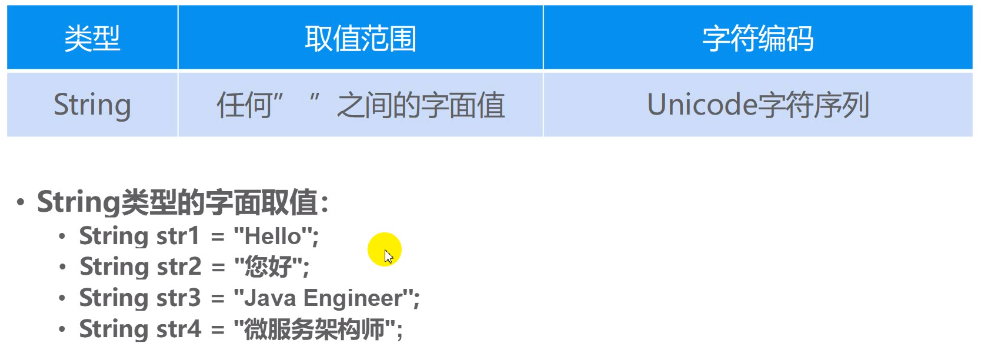 类型 取值范围 字符编码
String 任何” ”之间的字面值 Unicode字符序列
• String类型的字面取值：
• String str1 = "Hello";
• String str2 = "您好";
• String str3 = "Java Engineer";
• String str4 = "微服务架构师";